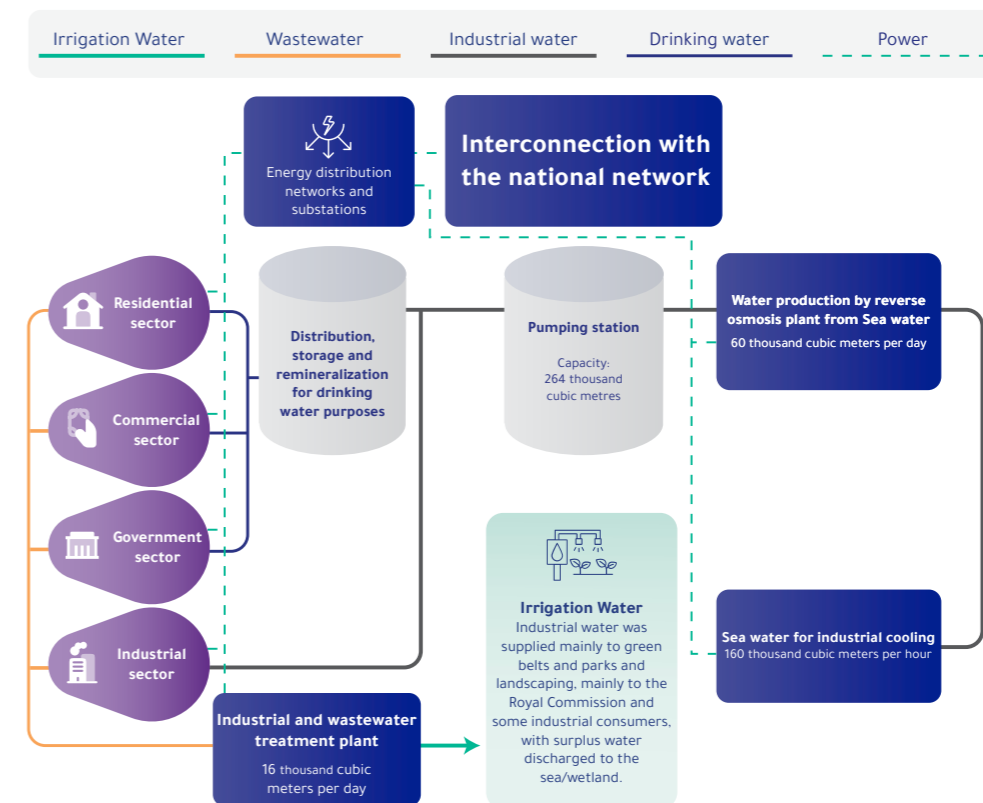 Irrigation Water
Wastewater
Industrial water
Drinking water
Power
Energy distribution
networks and
substations
Interconnection with
the national network
Residential
sector
Commercial
sector
Government
sector
Industrial
sector
Distribution,
storage and
remineralization
for drinking
water purposes
Pumping station
Capacity:
264 thousand
cubic metres
Water production by reverse
osmosis plant from Sea water
60 thousand cubic meters per day
Sea water for industrial cooling
160 thousand cubic meters per hour
Industrial and wastewater
treatment plant
16 thousand cubic
meters per day
Irrigation Water
Industrial water was
supplied mainly to green
belts and parks and
landscaping, mainly to the
Royal Commission and
some industrial consumers,
with surplus water
discharged to the
sea/wetland.